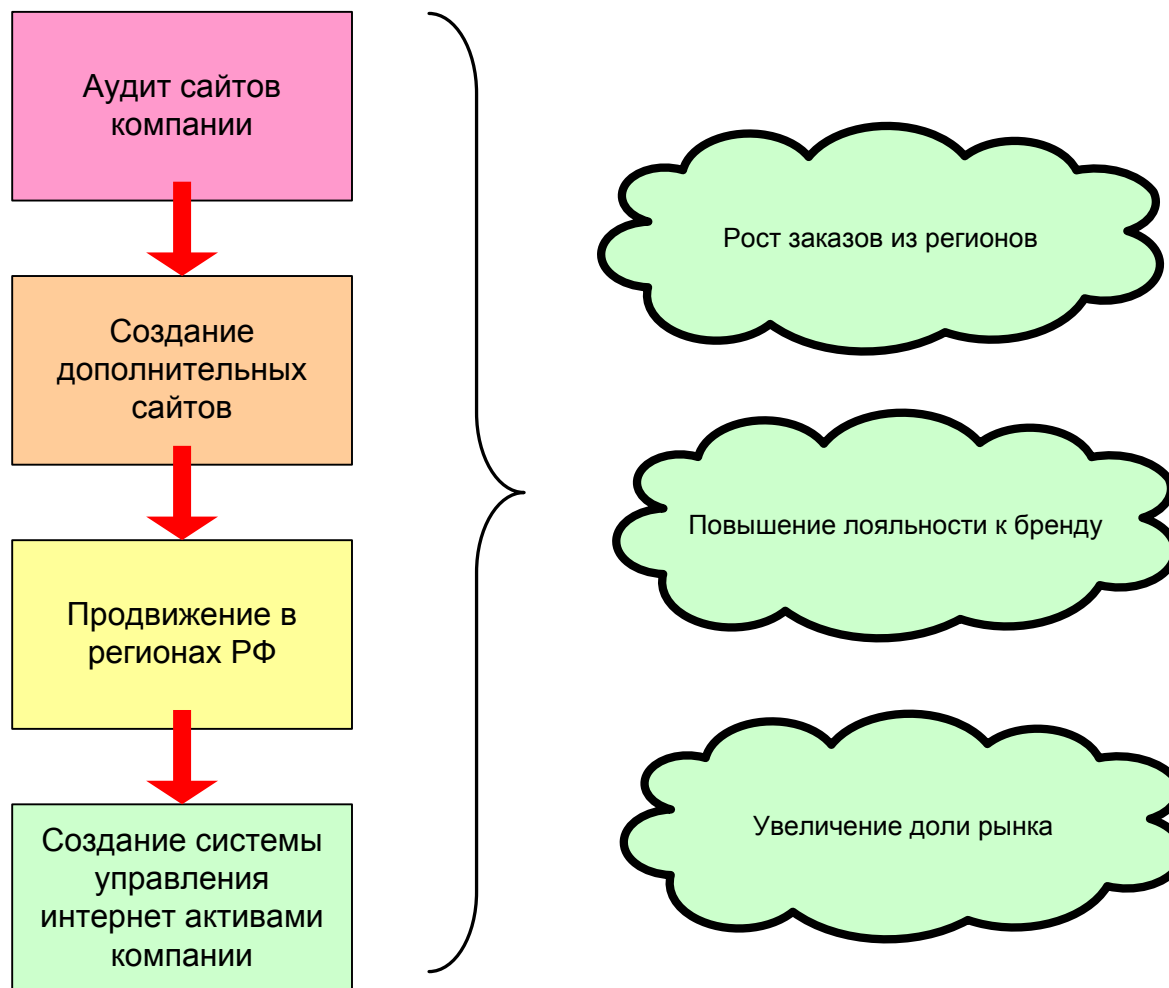 Аудит сайтов
компании
Создание
дополнительных
сайтов
Продвижение в
регионах РФ
Создание системы
управления
интернет активами
компании
Рост заказов из регионов
Повышение лояльности к бренду
Увеличение доли рынка